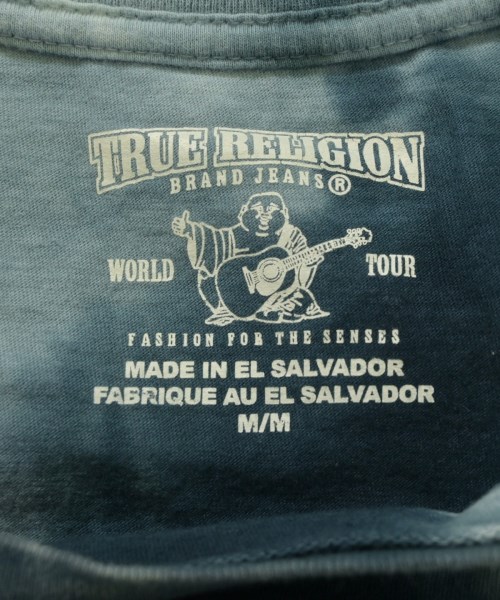 TRUE RELIGION
BRAND JEANS®
WORLD TOUR
FASHION FOR THE SENSES
MADE IN EL SALVADOR
FABRIQUE AU EL SALVADOR
M/M